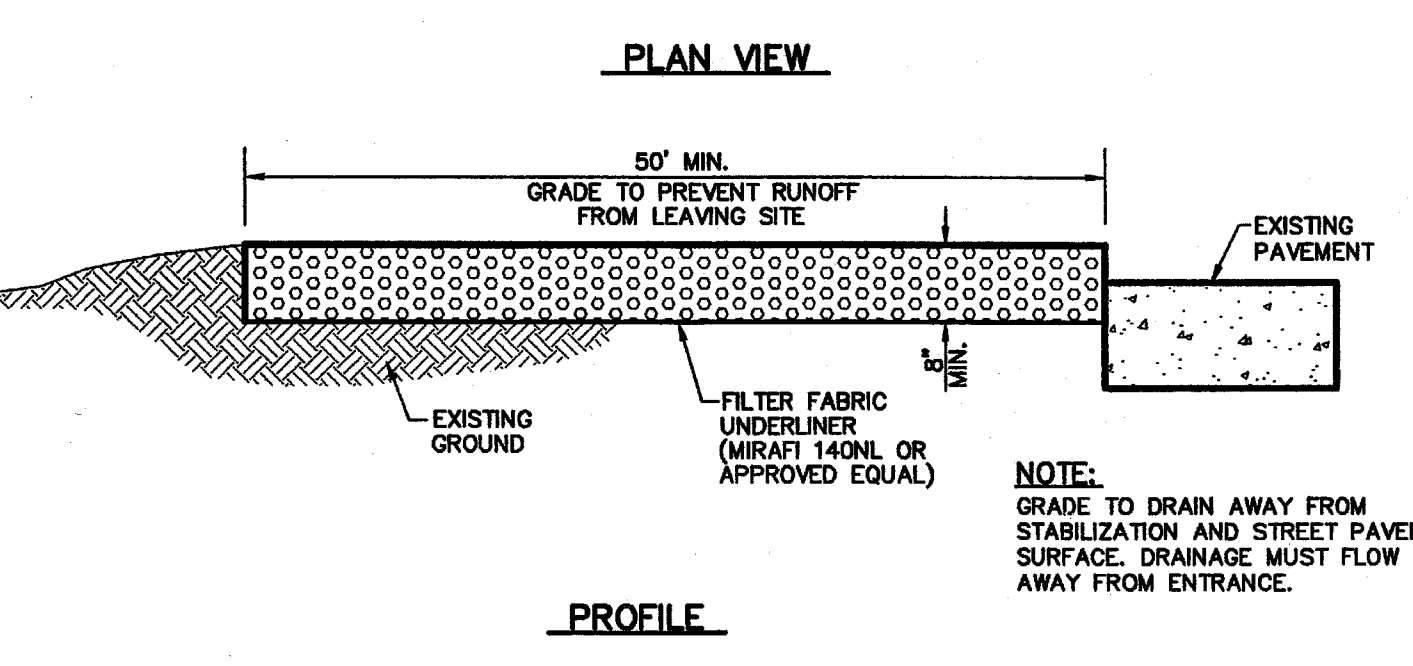 PLAN VIEW
50' MIN.
GRADE TO PREVENT RUNOFF
FROM LEAVING SITE
EXISTING
PAVEMENT
8"
MIN.
EXISTING
GROUND
FILTER FABRIC
UNDERLINER
(MIRAFI 140NL OR
APPROVED EQUAL)
NOTE:
GRADE TO DRAIN AWAY FROM
STABILIZATION AND STREET
SURFACE. DRAINAGE MUST FLOW
AWAY FROM ENTRANCE.
PROFILE